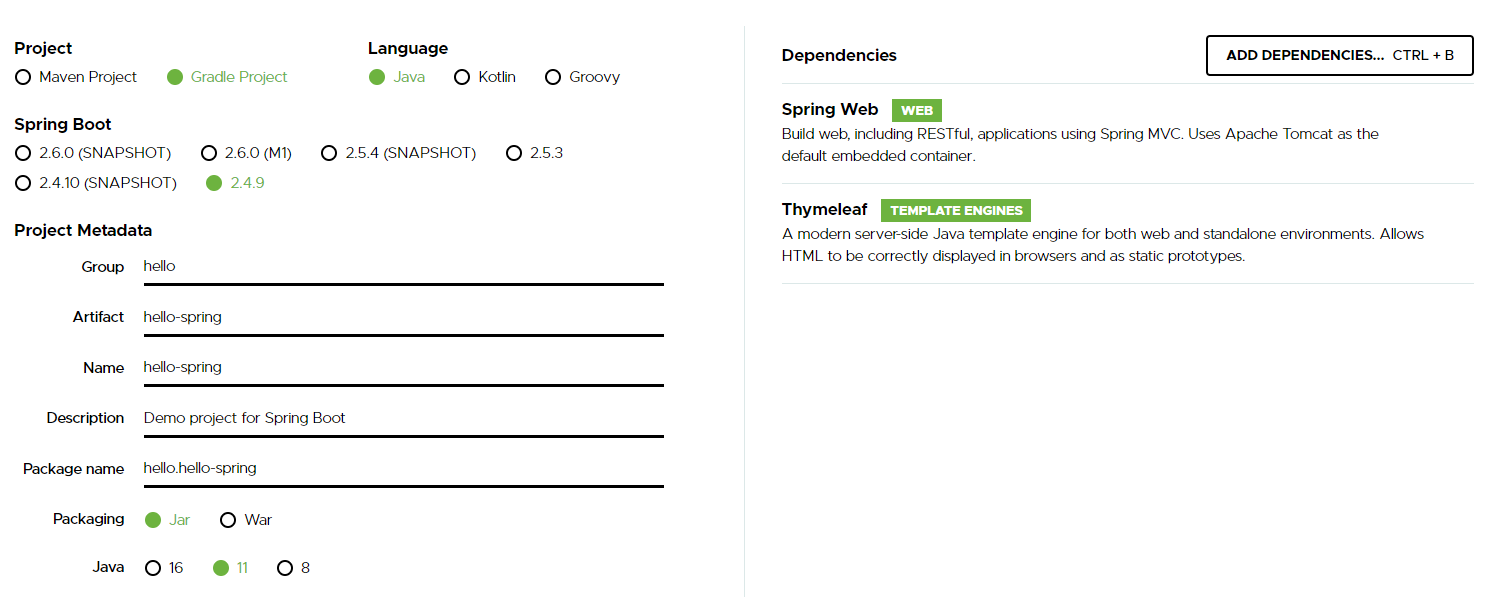 Project
Maven Project Gradle Project
Language
Java Kotlin Groovy
Spring Boot
2.6.0 (SNAPSHOT) 2.6.0 (M1) 2.5.4 (SNAPSHOT) 2.5.3
2.4.10 (SNAPSHOT) 2.4.9
Project Metadata
Group hello
Artifact hello-spring
Name hello-spring
Description Demo project for Spring Boot
Package name hello.hello-spring
Packaging Jar War
Java 16 11 8
Dependencies ADD DEPENDENCIES... CTRL + B
Spring Web WEB
Build web, including RESTful, applications using Spring MVC. Uses Apache Tomcat as the
default embedded container.
Thymeleaf TEMPLATE ENGINES
A modern server-side Java template engine for both web and standalone environments. Allows
HTML to be correctly displayed in browsers and as static prototypes.